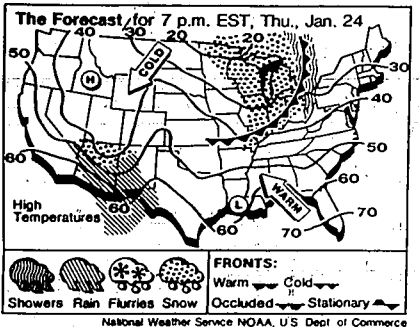 The Forecast for 7 p.m. EST, Thu., Jan. 24
40 30 20 20
50
30
COLD
H
40
60
50
60
High
Temperatures
60
60
L
WARM
70
70
FRONTS:
Warm Cold
Showers Rain Flurries Snow
Occluded Stationary
National Weather Service NOAA, U S Dept of Commerce